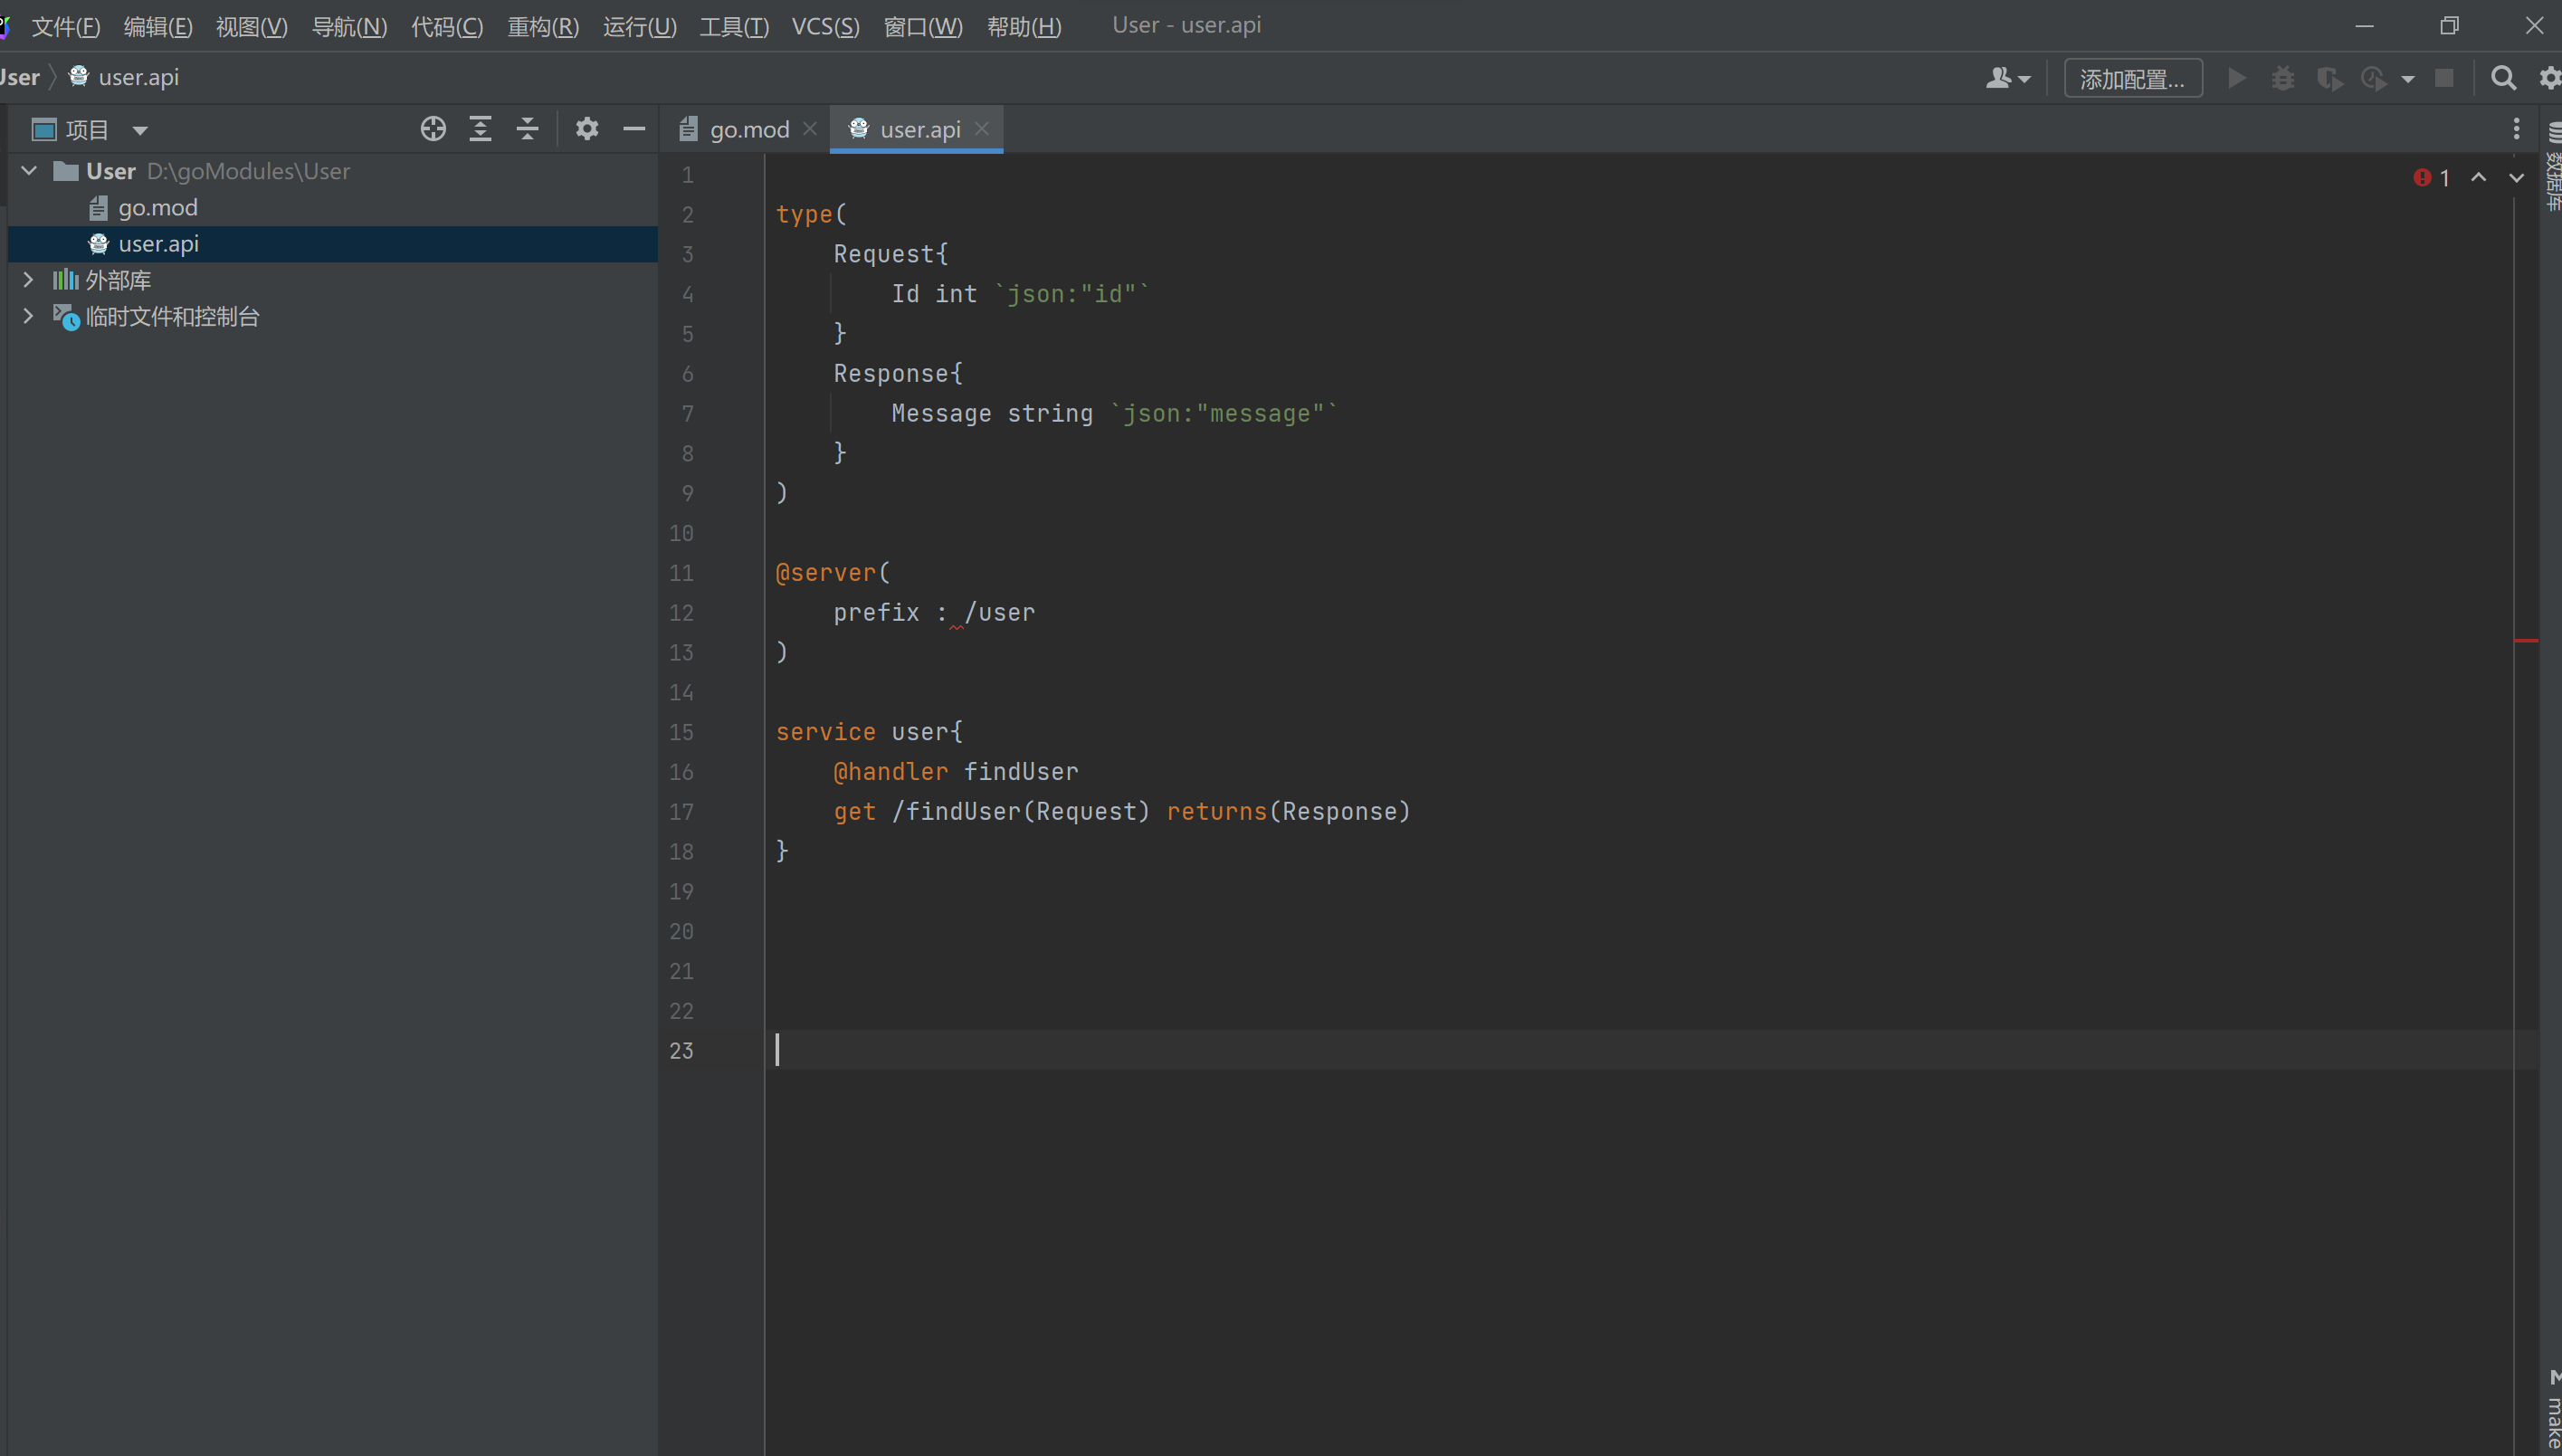 文件(F) 编辑(E) 视图(V) 导航(N) 代码(C) 重构(R) 运行(U) 工具(T) VCS(S) 窗口(W) 帮助(H) User - user.api
User user.api 添加配置...
项目 go.mod user.api
User D:\goModules\User
go.mod
user.api
外部库
临时文件和控制台
1
1
2 type(
3 Request{
4 Id int `json:"id"`
5 }
6 Response{
7 Message string `json:"message"`
8 }
9 )
10
11 @server(
12 prefix : /user
13 )
14
15 service user{
16 @handler findUser
17 get /findUser(Request) returns(Response)
18 }
19
20
21
22
23
数据库
make